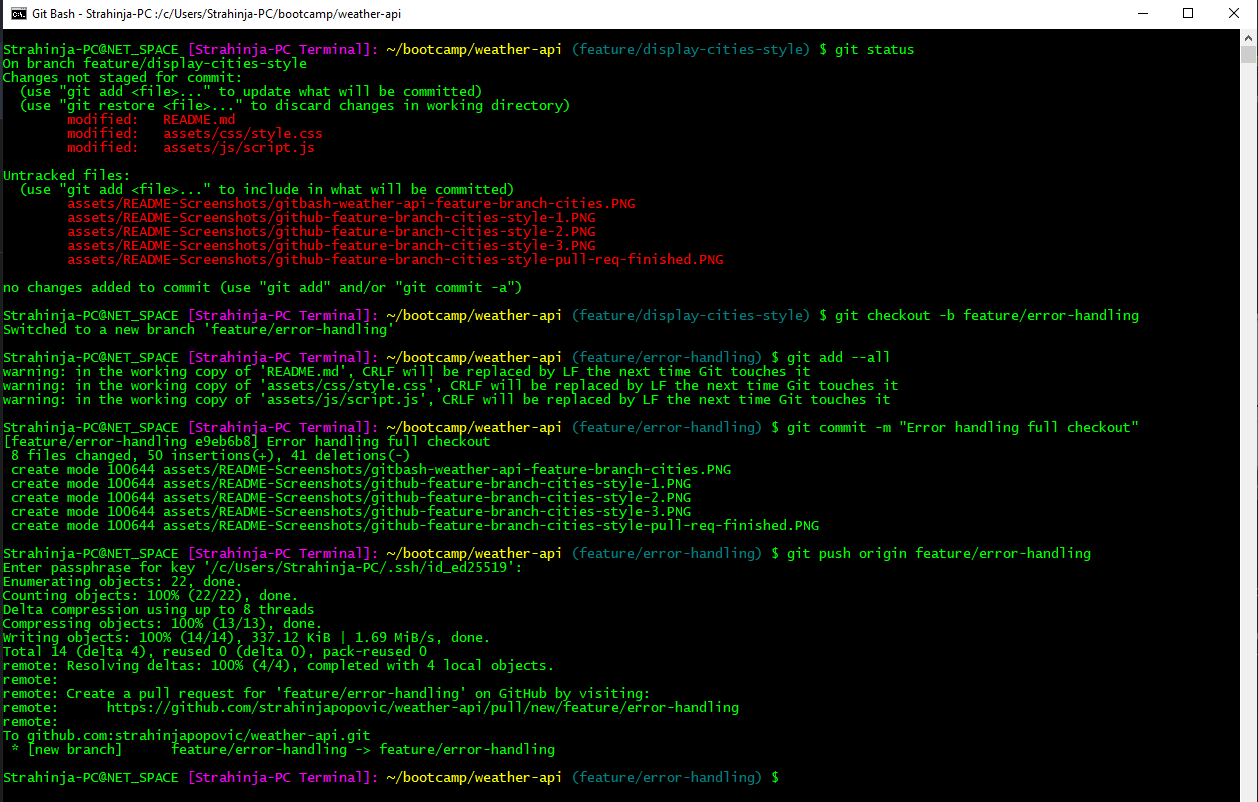 Git Bash - Strahinja-PC :/c/Users/Strahinja-PC/bootcamp/weather-api
Strahinja-PC@NET_SPACE [Strahinja-PC Terminal]: ~/bootcamp/weather-api (feature/display-cities-style) $ git status
On branch feature/display-cities-style
Changes not staged for commit:
  (use "git add <file>..." to update what will be committed)
  (use "git restore <file>..." to discard changes in working directory)
        modified:   README.md
        modified:   assets/css/style.css
        modified:   assets/js/script.js
Untracked files:
  (use "git add <file>..." to include in what will be committed)
        assets/README-Screenshots/gitbash-weather-api-feature-branch-cities.PNG
        assets/README-Screenshots/github-feature-branch-cities-style-1.PNG
        assets/README-Screenshots/github-feature-branch-cities-style-2.PNG
        assets/README-Screenshots/github-feature-branch-cities-style-3.PNG
        assets/README-Screenshots/github-feature-branch-cities-style-pull-req-finished.PNG
no changes added to commit (use "git add" and/or "git commit -a")
Strahinja-PC@NET_SPACE [Strahinja-PC Terminal]: ~/bootcamp/weather-api (feature/display-cities-style) $ git checkout -b feature/error-handling
Switched to a new branch 'feature/error-handling'
Strahinja-PC@NET_SPACE [Strahinja-PC Terminal]: ~/bootcamp/weather-api (feature/error-handling) $ git add --all
warning: in the working copy of 'README.md', CRLF will be replaced by LF the next time Git touches it
warning: in the working copy of 'assets/css/style.css', CRLF will be replaced by LF the next time Git touches it
warning: in the working copy of 'assets/js/script.js', CRLF will be replaced by LF the next time Git touches it
Strahinja-PC@NET_SPACE [Strahinja-PC Terminal]: ~/bootcamp/weather-api (feature/error-handling) $ git commit -m "Error handling full checkout"
[feature/error-handling e9eb6b8] Error handling full checkout
 8 files changed, 50 insertions(+), 41 deletions(-)
 create mode 100644 assets/README-Screenshots/gitbash-weather-api-feature-branch-cities.PNG
 create mode 100644 assets/README-Screenshots/github-feature-branch-cities-style-1.PNG
 create mode 100644 assets/README-Screenshots/github-feature-branch-cities-style-2.PNG
 create mode 100644 assets/README-Screenshots/github-feature-branch-cities-style-3.PNG
 create mode 100644 assets/README-Screenshots/github-feature-branch-cities-style-pull-req-finished.PNG
Strahinja-PC@NET_SPACE [Strahinja-PC Terminal]: ~/bootcamp/weather-api (feature/error-handling) $ git push origin feature/error-handling
Enter passphrase for key '/c/Users/Strahinja-PC/.ssh/id_ed25519':
Enumerating objects: 22, done.
Counting objects: 100% (22/22), done.
Delta compression using up to 8 threads
Compressing objects: 100% (13/13), done.
Writing objects: 100% (14/14), 337.12 KiB | 1.69 MiB/s, done.
Total 14 (delta 4), reused 0 (delta 0), pack-reused 0
remote: Resolving deltas: 100% (4/4), completed with 4 local objects.
remote:
remote: Create a pull request for 'feature/error-handling' on GitHub by visiting:
remote:      https://github.com/strahinjapopovic/weather-api/pull/new/feature/error-handling
remote:
To github.com:strahinjapopovic/weather-api.git
 * [new branch]      feature/error-handling -> feature/error-handling
Strahinja-PC@NET_SPACE [Strahinja-PC Terminal]: ~/bootcamp/weather-api (feature/error-handling) $